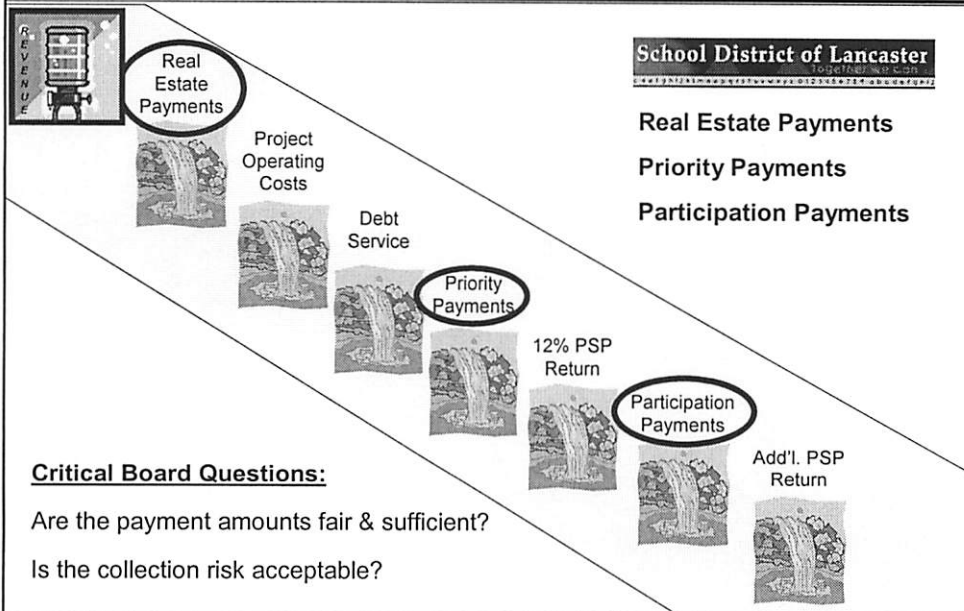 REVENUE
Real
Estate
Payments
School District of Lancaster
Together we can
Project
Operating
Costs
Real Estate Payments
Priority Payments
Participation Payments
Debt
Service
Priority
Payments
12% PSP
Return
Participation
Payments
Add'l. PSP
Return
Critical Board Questions:
Are the payment amounts fair & sufficient?
Is the collection risk acceptable?